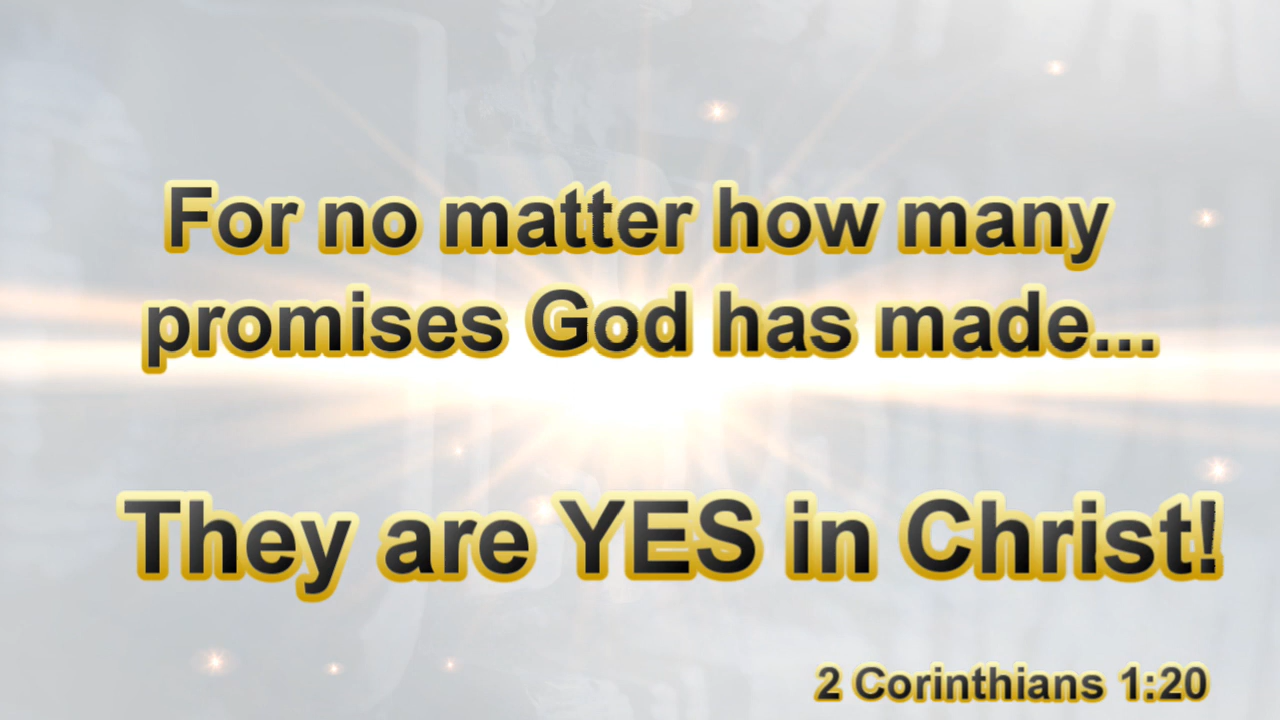 For no matter how many
promises God has made...
They are YES in Christ!
2 Corinthians 1:20